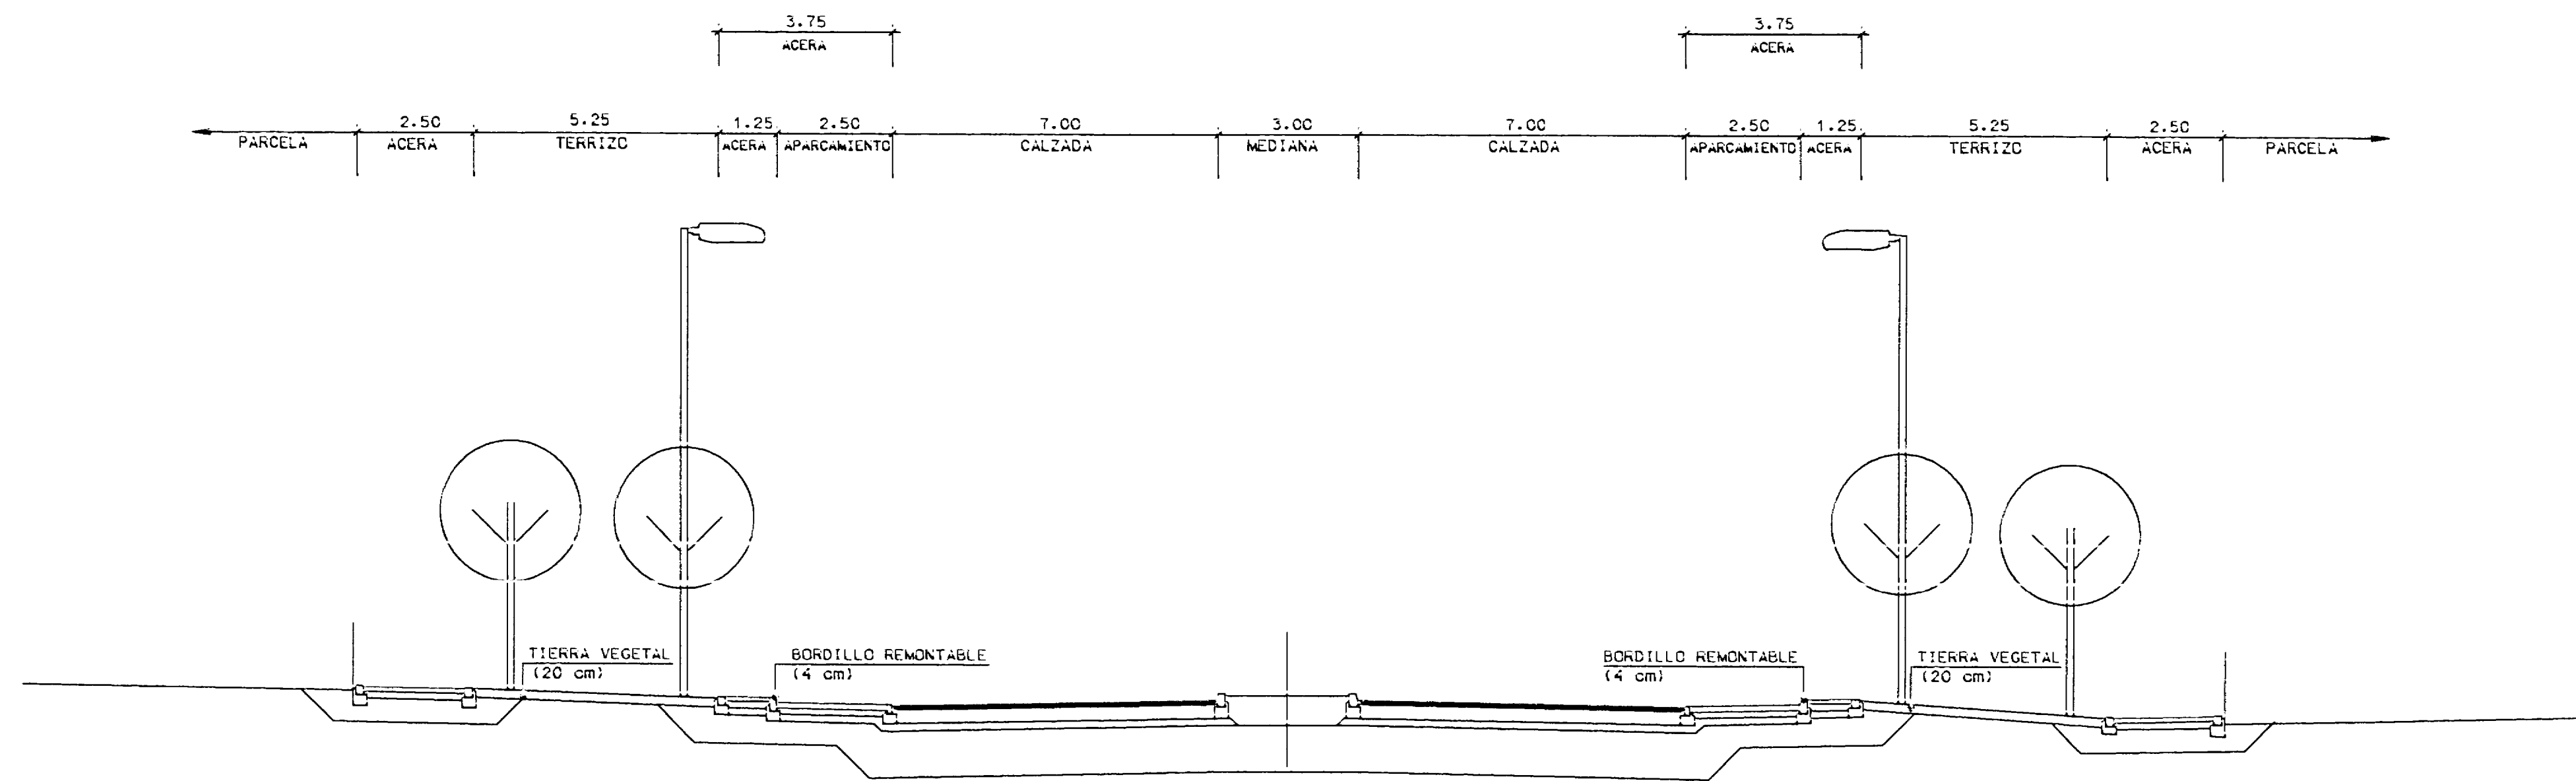 3.75
ACERA
3.75
ACERA
2.50 5.25 1.25 2.50 7.00 3.00 7.00 2.50 1.25 5.25 2.50
PARCELA ACERA TERRIZO ACERA APARCAMIENTO CALZADA MEDIANA CALZADA APARCAMIENTO ACERA TERRIZO ACERA PARCELA
TIERRA VEGETAL
(20 cm)
BORDILLO REMONTABLE
(4 cm)
BORDILLO REMONTABLE
(4 cm)
TIERRA VEGETAL
(20 cm)